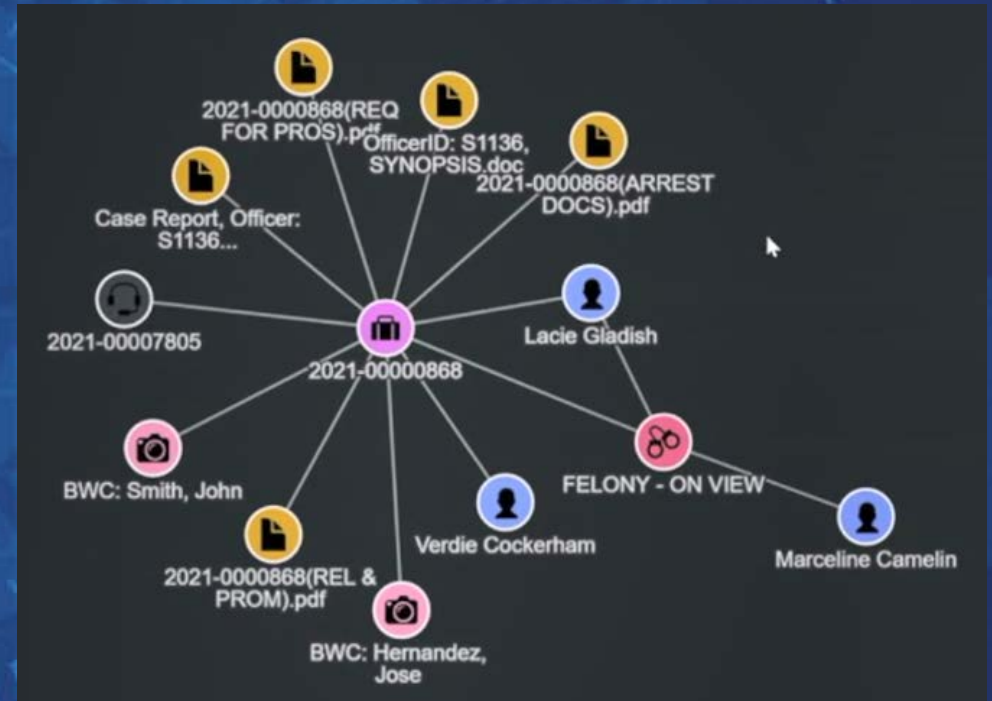 2021-0000868(REQ
FOR PROS).pdf
OfficerID: S1136,
SYNOPSIS.doc
2021-0000868(ARREST
DOCS).pdf
Case Report, Officer:
S1136...
2021-00007805
Lacie Gladish
2021-00000868
BWC: Smith, John
FELONY - ON VIEW
Verdie Cockerham
Marceline Camelin
2021-0000868(REL &
PROM).pdf
BWC: Hernandez,
Jose